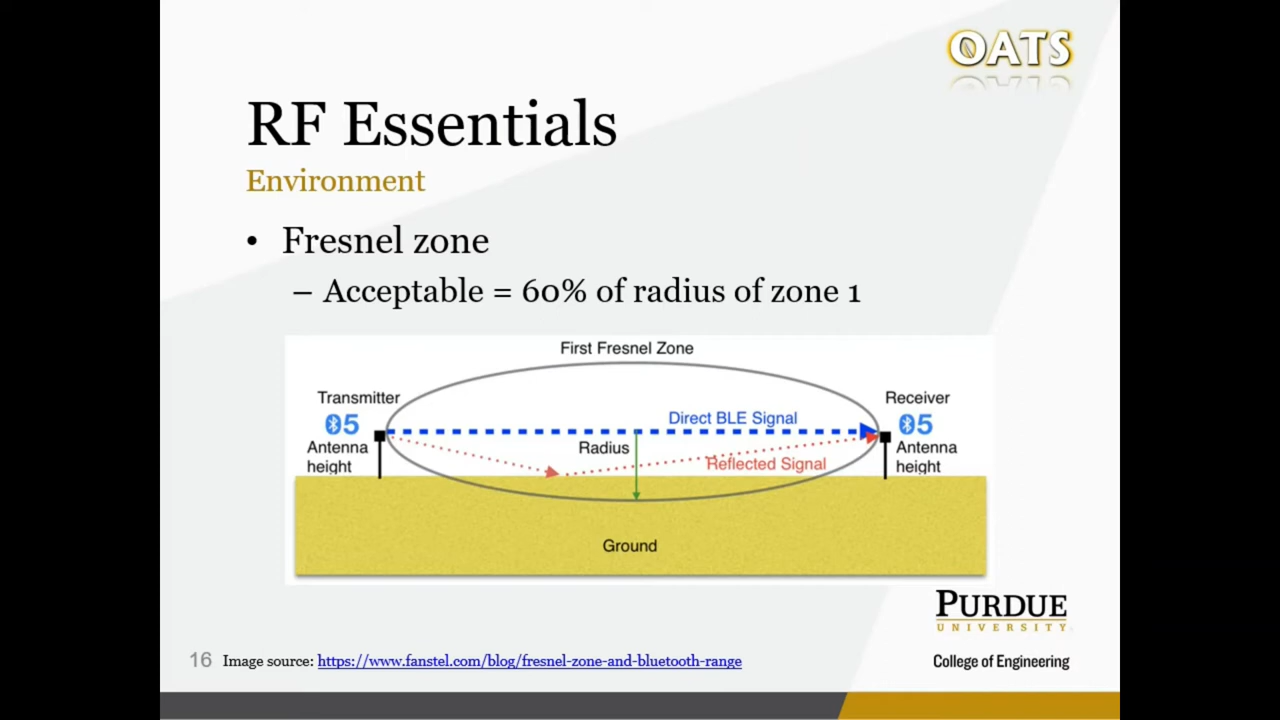 OATS
RF Essentials
Environment
• Fresnel zone
– Acceptable = 60% of radius of zone 1
First Fresnel Zone
Transmitter
5
Antenna
height
Direct BLE Signal
Radius
Reflected Signal
Receiver
5
Antenna
height
Ground
PURDUE
UNIVERSITY
College of Engineering
16 Image source: https://www.fanstel.com/blog/fresnel-zone-and-bluetooth-range